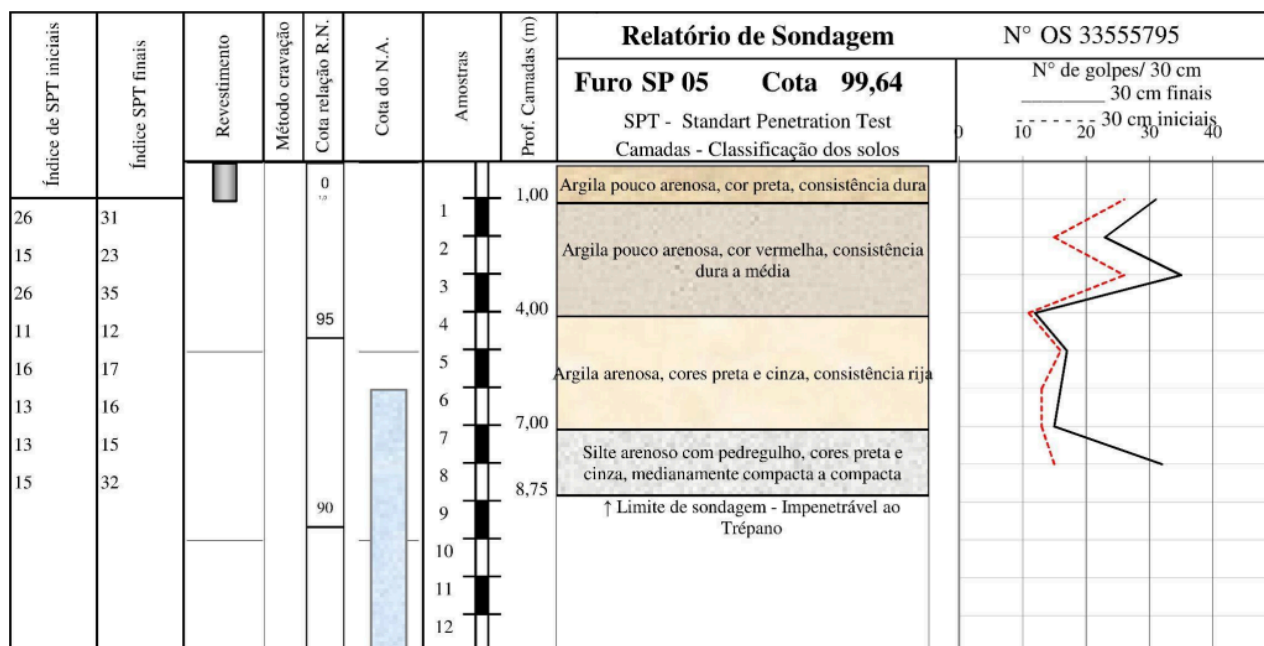 Índice de SPT iniciais
Índice SPT finais
Revestimento
Método cravação
Cota relação R.N.
Cota do N.A.
Amostras
Prof. Camadas (m)
Relatório de Sondagem
N° OS 33555795
Furo SP 05 Cota 99,64
SPT - Standart Penetration Test
Camadas - Classificação dos solos
N° de golpes/ 30 cm
________ 30 cm finais
- - - - - - - - 30 cm iniciais
0 10 20 30 40
0
95
90
26 31
15 23
26 35
11 12
16 17
13 16
13 15
15 32
1
2
3
4
5
6
7
8
9
10
11
12
1,00
4,00
7,00
8,75
Argila pouco arenosa, cor preta, consistência dura
Argila pouco arenosa, cor vermelha, consistência
dura a média
Argila arenosa, cores preta e cinza, consistência rija
Silte arenoso com pedregulho, cores preta e
cinza, medianamente compacta a compacta
↑ Limite de sondagem - Impenetrável ao
Trépano